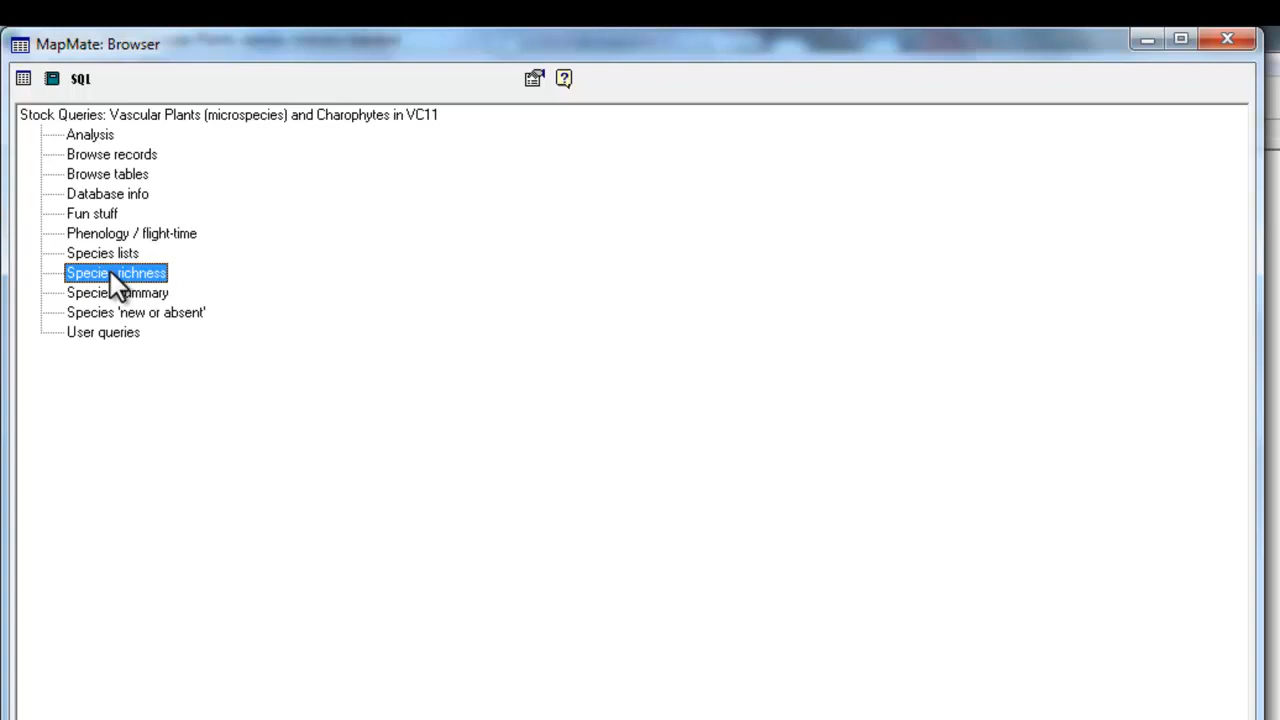 MapMate: Browser
SQL
Stock Queries: Vascular Plants (microspecies) and Charophytes in VC11
Analysis
Browse records
Browse tables
Database info
Fun stuff
Phenology / flight-time
Species lists
Species richness
Species summary
Species 'new or absent'
User queries